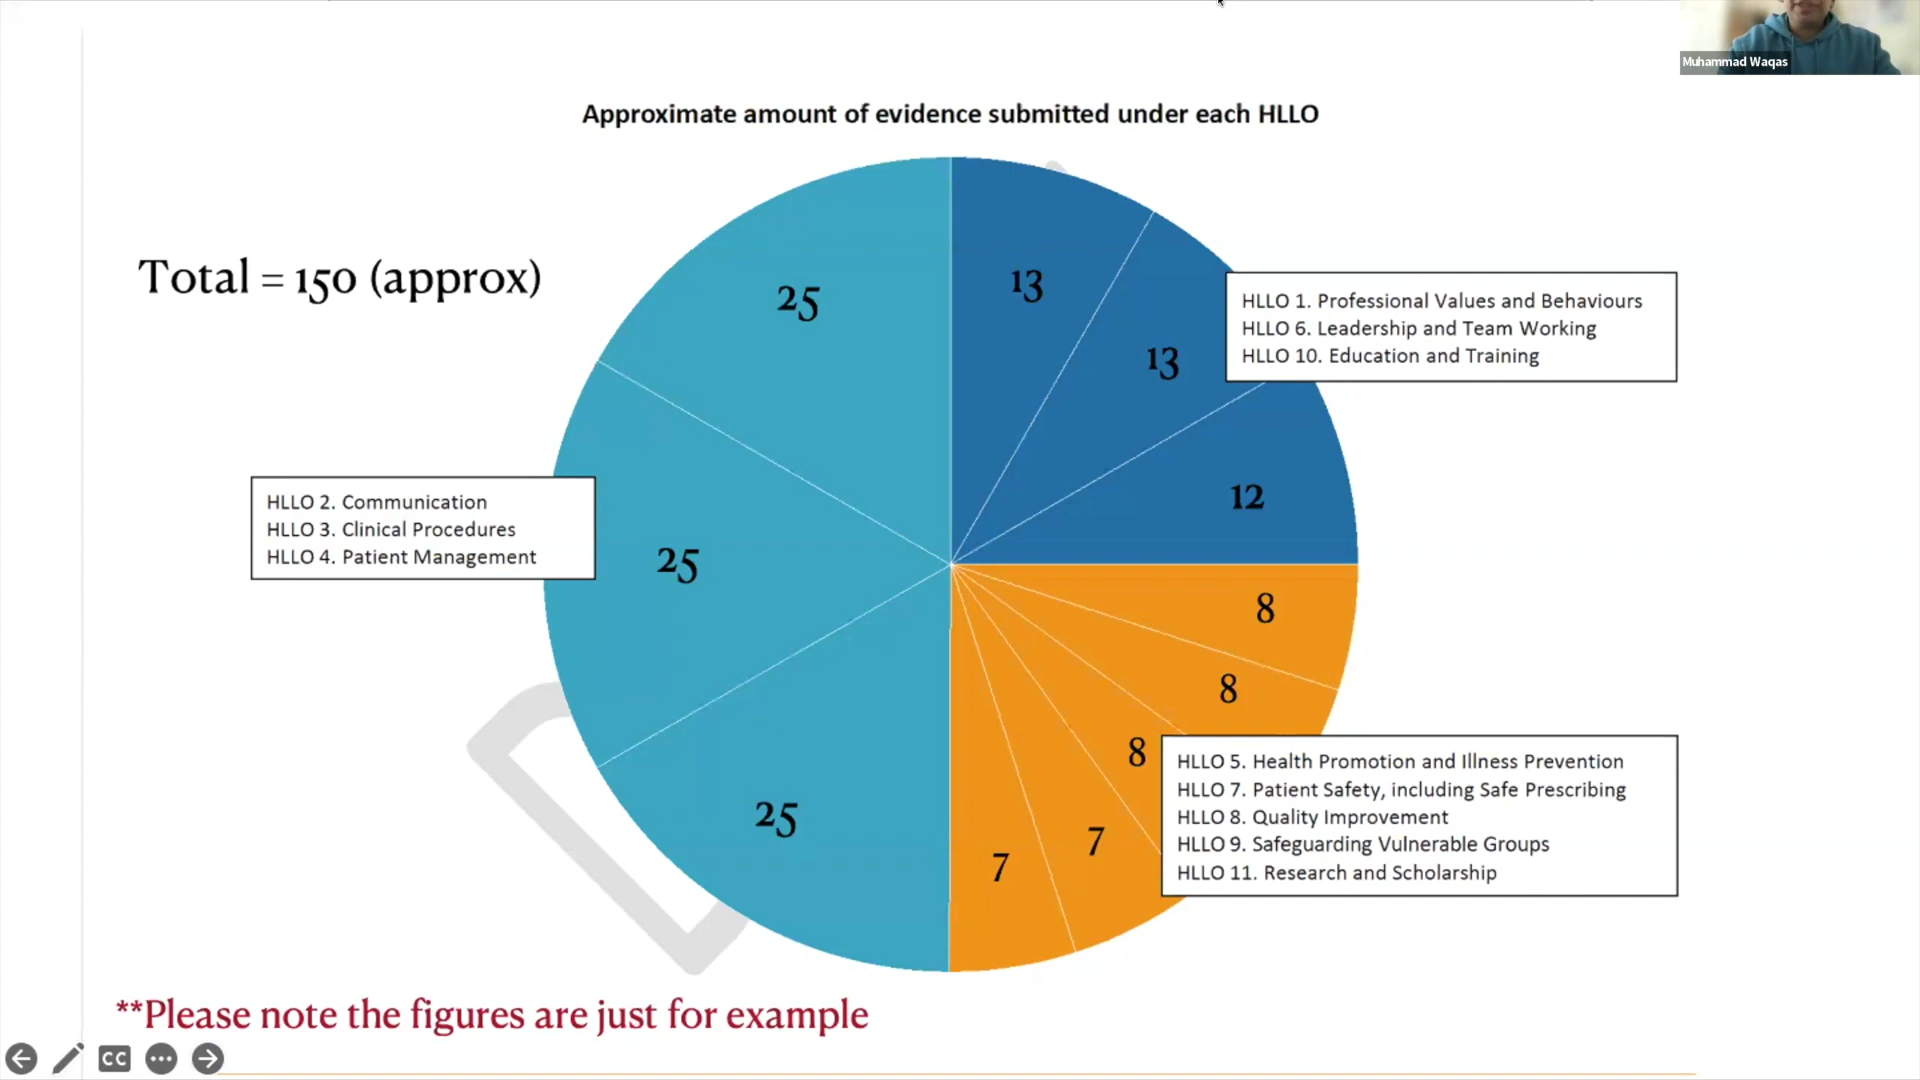 Muhammad Waqas
Approximate amount of evidence submitted under each HLLO
Total = 150 (approx)
25
13
13
HLLO 1. Professional Values and Behaviours
HLLO 6. Leadership and Team Working
HLLO 10. Education and Training
12
HLLO 2. Communication
HLLO 3. Clinical Procedures
HLLO 4. Patient Management
25
8
8
8
HLLO 5. Health Promotion and Illness Prevention
HLLO 7. Patient Safety, including Safe Prescribing
HLLO 8. Quality Improvement
HLLO 9. Safeguarding Vulnerable Groups
HLLO 11. Research and Scholarship
25
7
7
**Please note the figures are just for example
CC